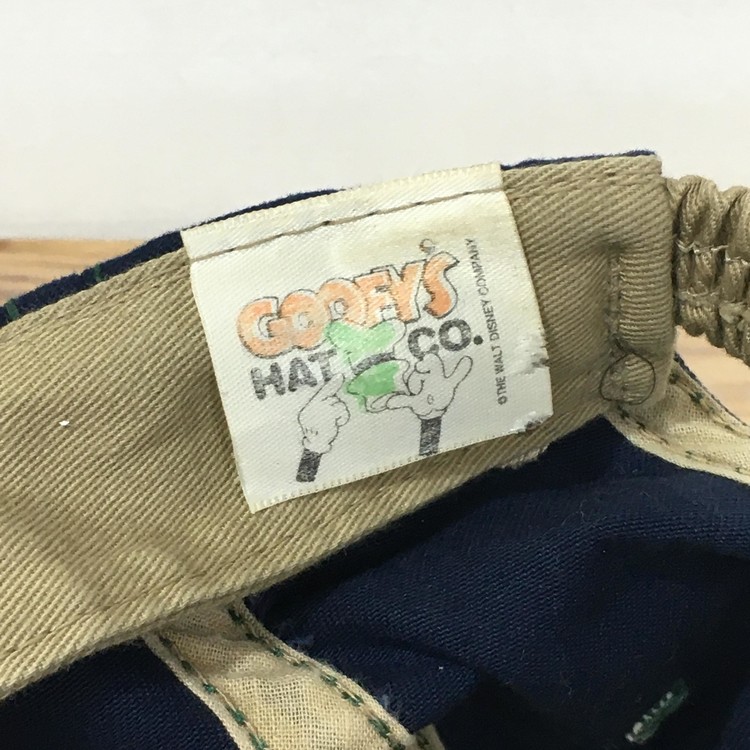 GOOFY'S®
HAT CO.
©THE WALT DISNEY COMPANY